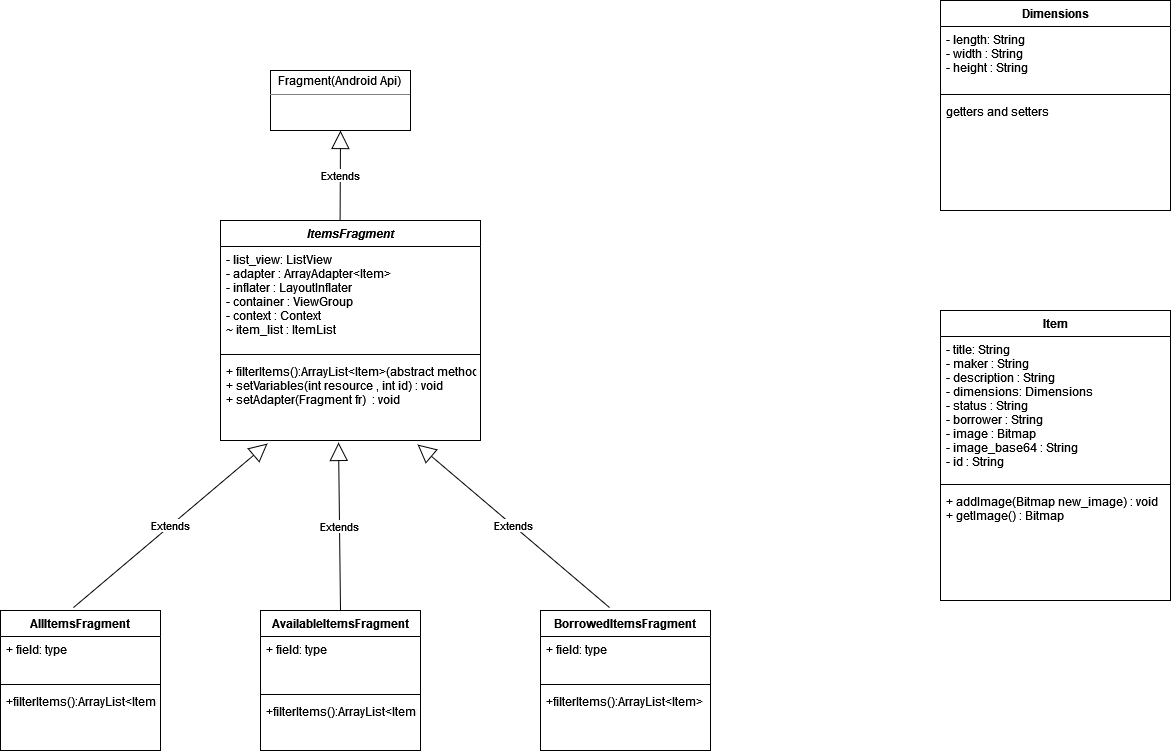 Dimensions
- length: String
- width : String
- height : String
getters and setters
Fragment(Android Api)
Extends
ItemsFragment
- list_view: ListView
- adapter : ArrayAdapter<Item>
- inflater : LayoutInflater
- container : ViewGroup
- context : Context
~ item_list : ItemList
+ filterItems():ArrayList<Item>(abstract method
+ setVariables(int resource , int id) : void
+ setAdapter(Fragment fr) : void
Item
- title: String
- maker : String
- description : String
- dimensions: Dimensions
- status : String
- borrower : String
- image : Bitmap
- image_base64 : String
- id : String
+ addImage(Bitmap new_image) : void
+ getImage() : Bitmap
Extends
Extends
Extends
AllItemsFragment
+ field: type
+filterItems():ArrayList<Item
AvailableItemsFragment
+ field: type
+filterItems():ArrayList<Item
BorrowedItemsFragment
+ field: type
+filterItems():ArrayList<Item>